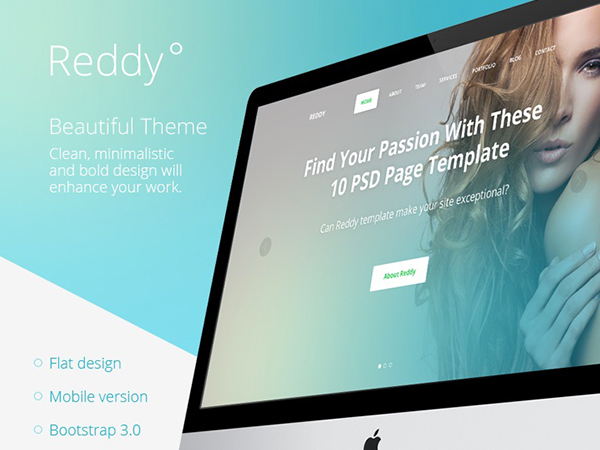 Reddy°
Beautiful Theme
Clean, minimalistic
and bold design will
enhance your work.
Flat design
Mobile version
Bootstrap 3.0
REDDY
HOME
ABOUT
TEAM
SERVICES
PORTFOLIO
BLOG
CONTACT
Find Your Passion With These
10 PSD Page Template
Can Reddy template make your site exceptional?
About Reddy